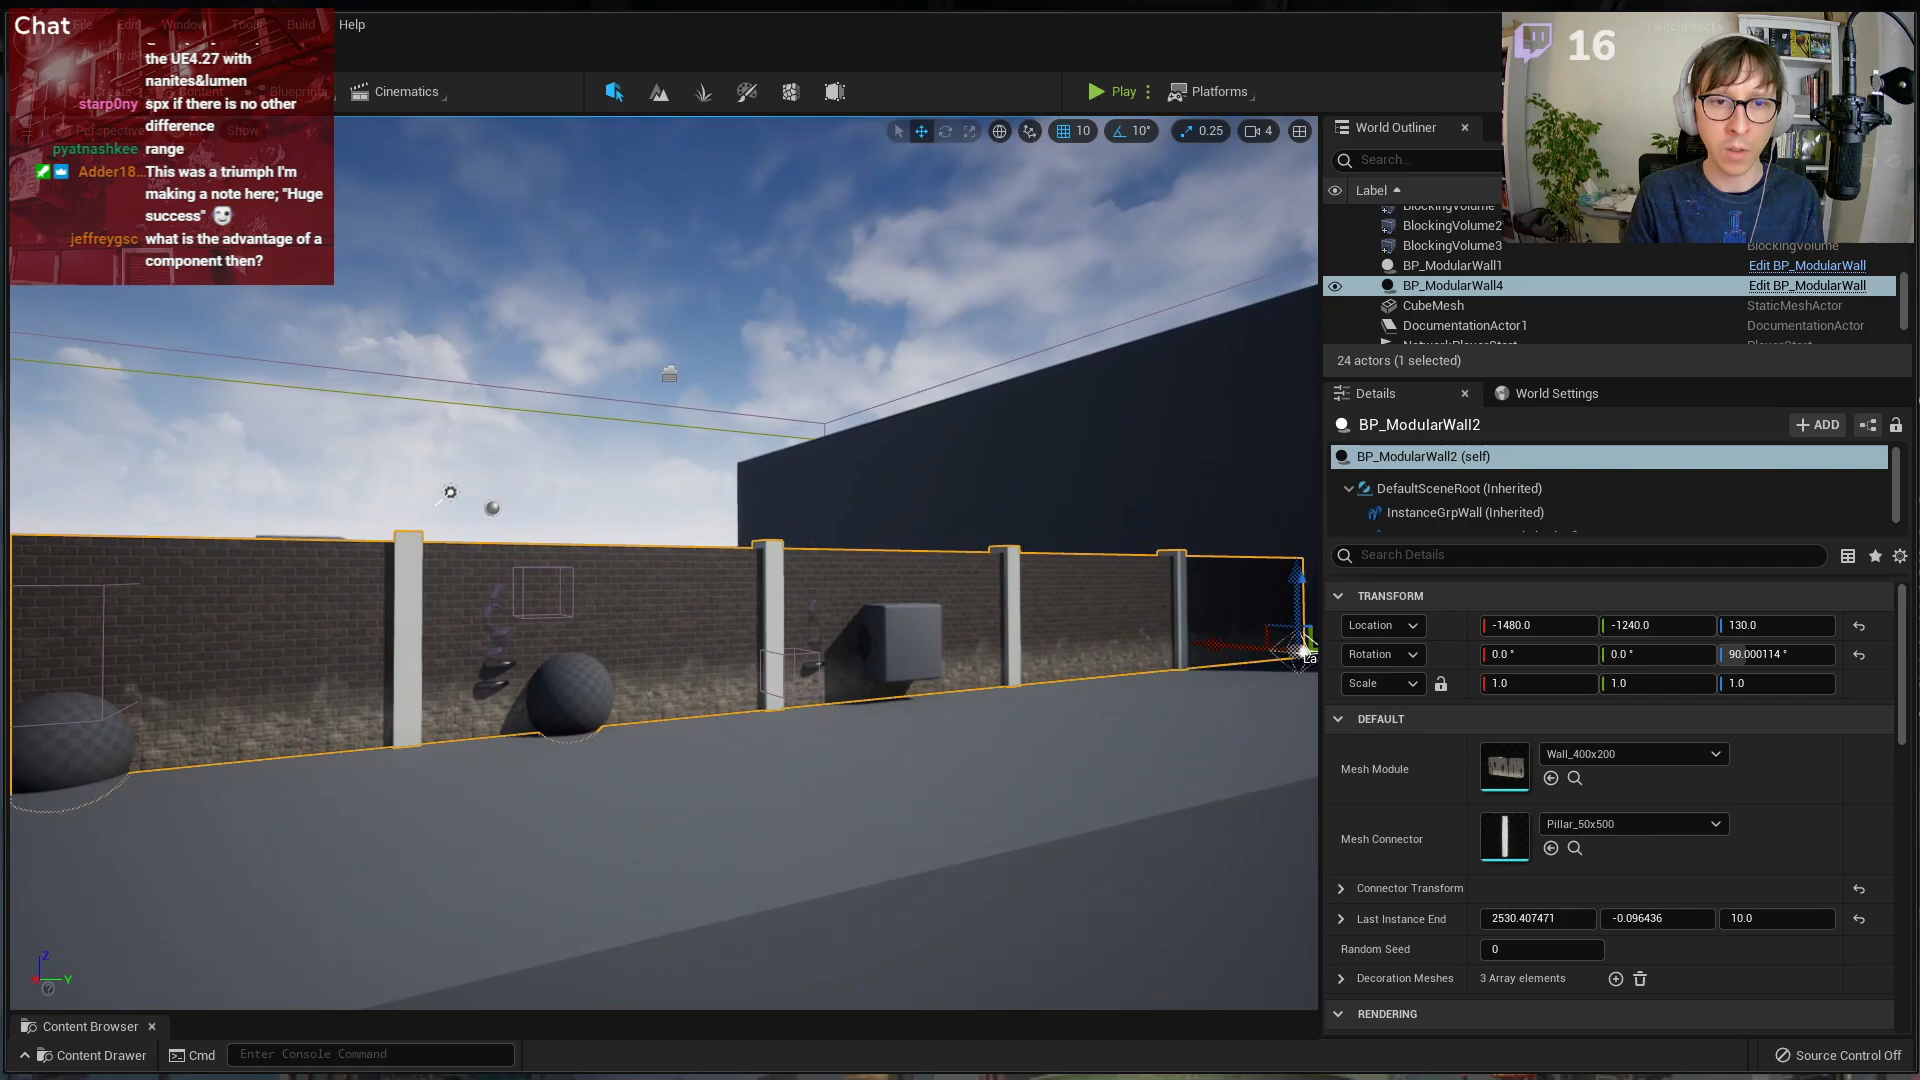 Chat
File
Edit
Window
Tools
Build
Help
16
the UE4.27 with
nanites&lumen
starp0ny spx if there is no other
difference
pyatnashkee range
Adder18... This was a triumph I'm
making a note here; "Huge
success"
jeffreygsc what is the advantage of a
component then?
Perspective
Show
Cinematics
Play
Platforms
10
10°
0.25
4
World Outliner
Search...
Label
BlockingVolume
BlockingVolume2
BlockingVolume3
BlockingVolume
BP_ModularWall1
Edit BP_ModularWall
BP_ModularWall4
Edit BP_ModularWall
CubeMesh
StaticMeshActor
DocumentationActor1
DocumentationActor
24 actors (1 selected)
Details
World Settings
BP_ModularWall2
ADD
BP_ModularWall2 (self)
DefaultSceneRoot (Inherited)
InstanceGrpWall (Inherited)
Search Details
TRANSFORM
Location
-1480.0
-1240.0
130.0
Rotation
0.0 °
0.0 °
90.000114 °
Scale
1.0
1.0
1.0
DEFAULT
Mesh Module
Wall_400x200
Mesh Connector
Pillar_50x500
Connector Transform
Last Instance End
2530.407471
-0.096436
10.0
Random Seed
0
Decoration Meshes
3 Array elements
RENDERING
La
Z
X
Y
Content Browser
Content Drawer
Cmd
Enter Console Command
Source Control Off